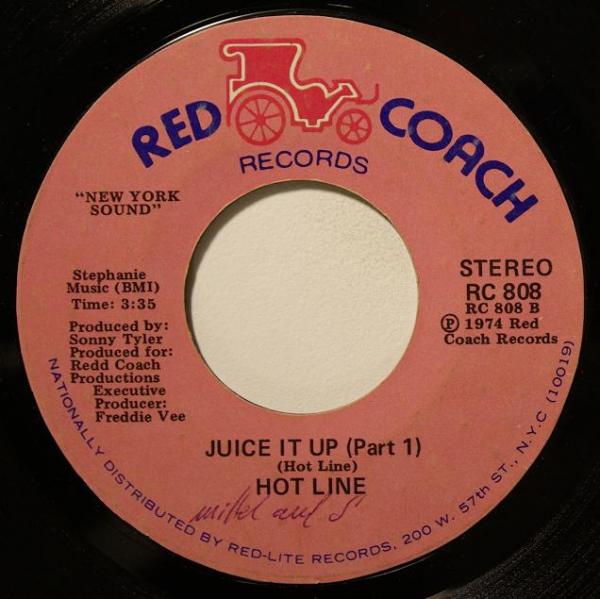 RED COACH
RECORDS
"NEW YORK
SOUND"
Stephanie
Music (BMI)
Time: 3:35
Produced by:
Sonny Tyler
Produced for:
Redd Coach
Productions
Executive
Producer:
Freddie Vee
STEREO
RC 808
RC 808 B
Ⓟ 1974 Red
Coach Records
JUICE IT UP (Part 1)
(Hot Line)
HOT LINE
NATIONALLY DISTRIBUTED BY RED-LITE RECORDS, 200 W. 57th ST., N.Y.C (10019)